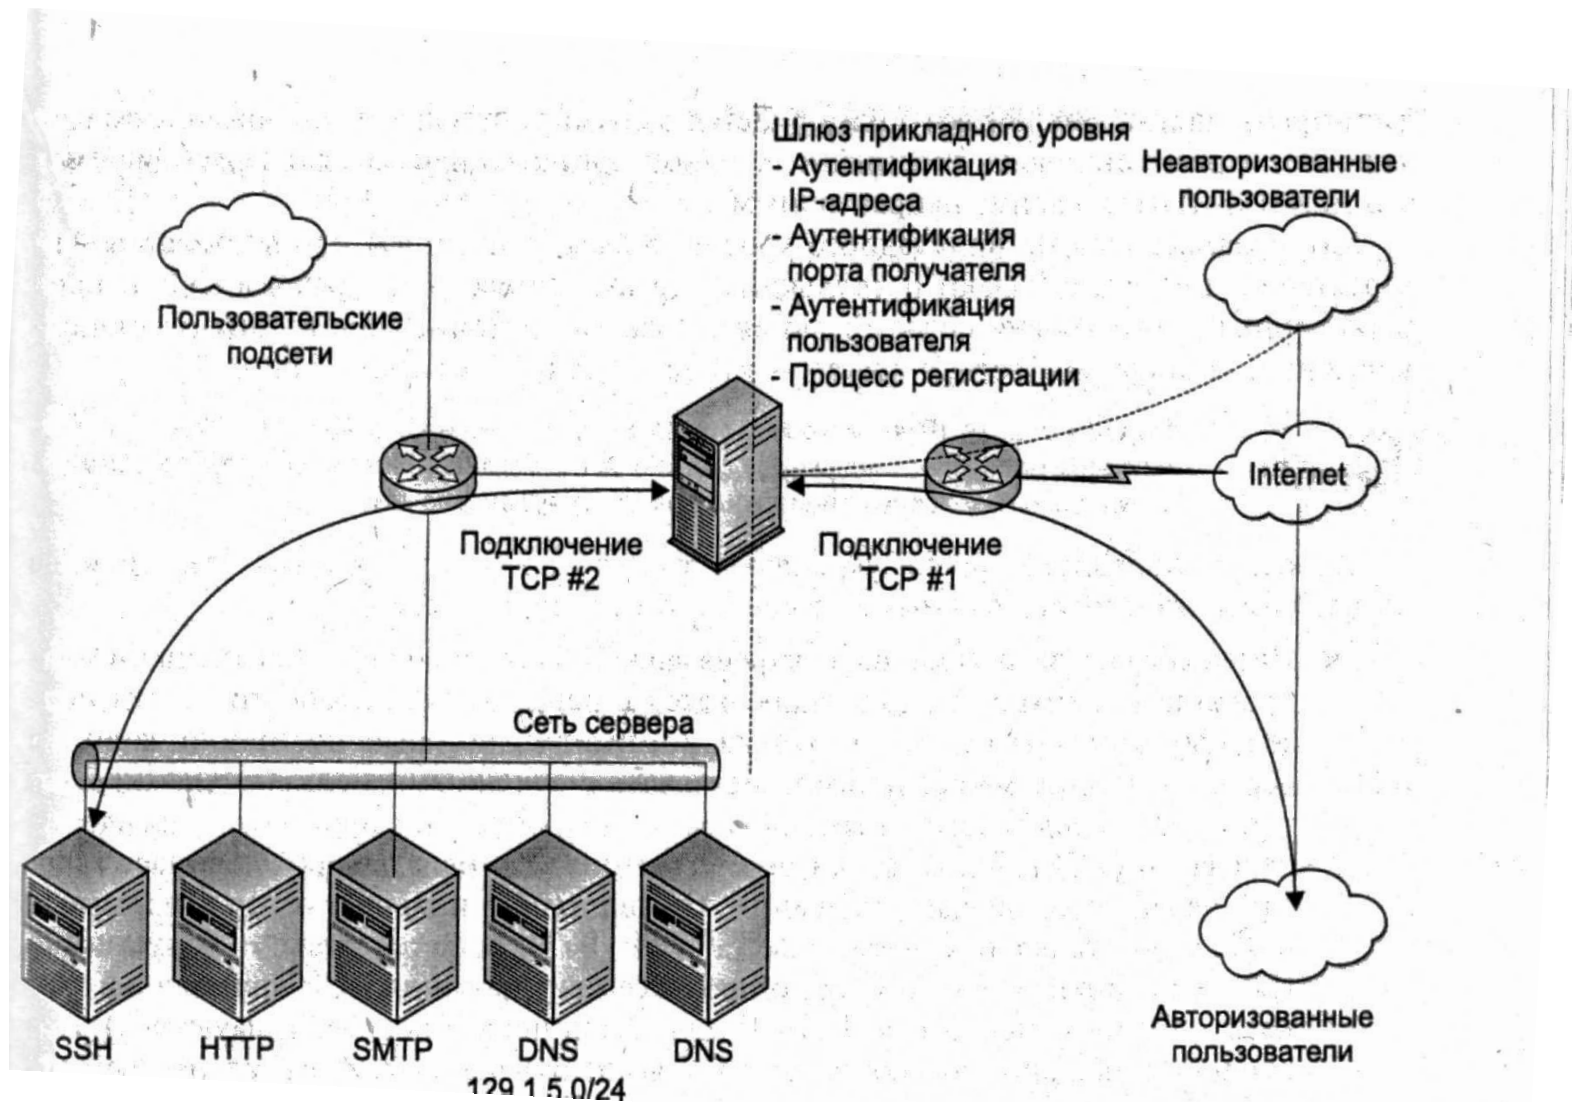 Шлюз прикладного уровня
- Аутентификация
IP-адреса
- Аутентификация
порта получателя
- Аутентификация
пользователя
- Процесс регистрации
Неавторизованные
пользователи
Пользовательские
подсети
Internet
Подключение
TCP #2
Подключение
TCP #1
Сеть сервера
SSH
HTTP
SMTP
DNS
DNS
129.1.5.0/24
Авторизованные
пользователи